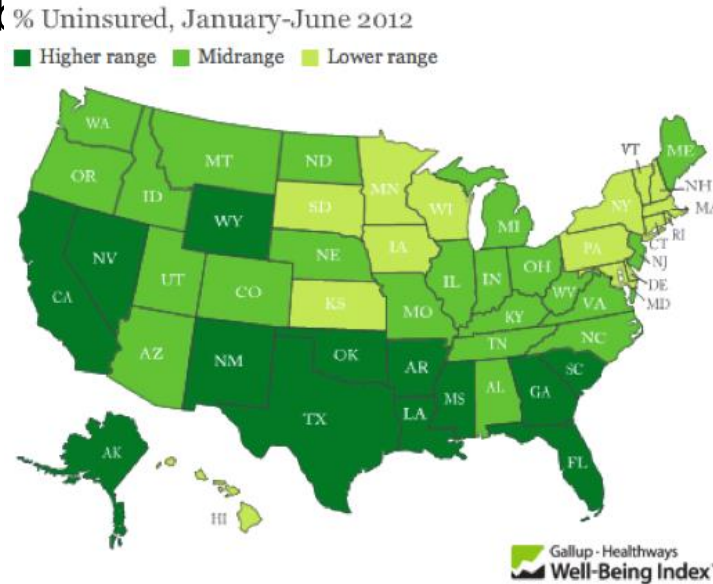 % Uninsured, January-June 2012
Higher range Midrange Lower range
WA
MT
ND
MN
VT
ME
OR
ID
NH
SD
WI
NY
MA
WY
MI
RI
CT
IA
PA
NJ
NV
NE
OH
IL
IN
DE
UT
CO
WV
VA
MD
CA
KS
MO
KY
NC
TN
AZ
NM
OK
AR
SC
MS
AL
GA
TX
LA
AK
FL
HI
Gallup - Healthways
Well-Being Index